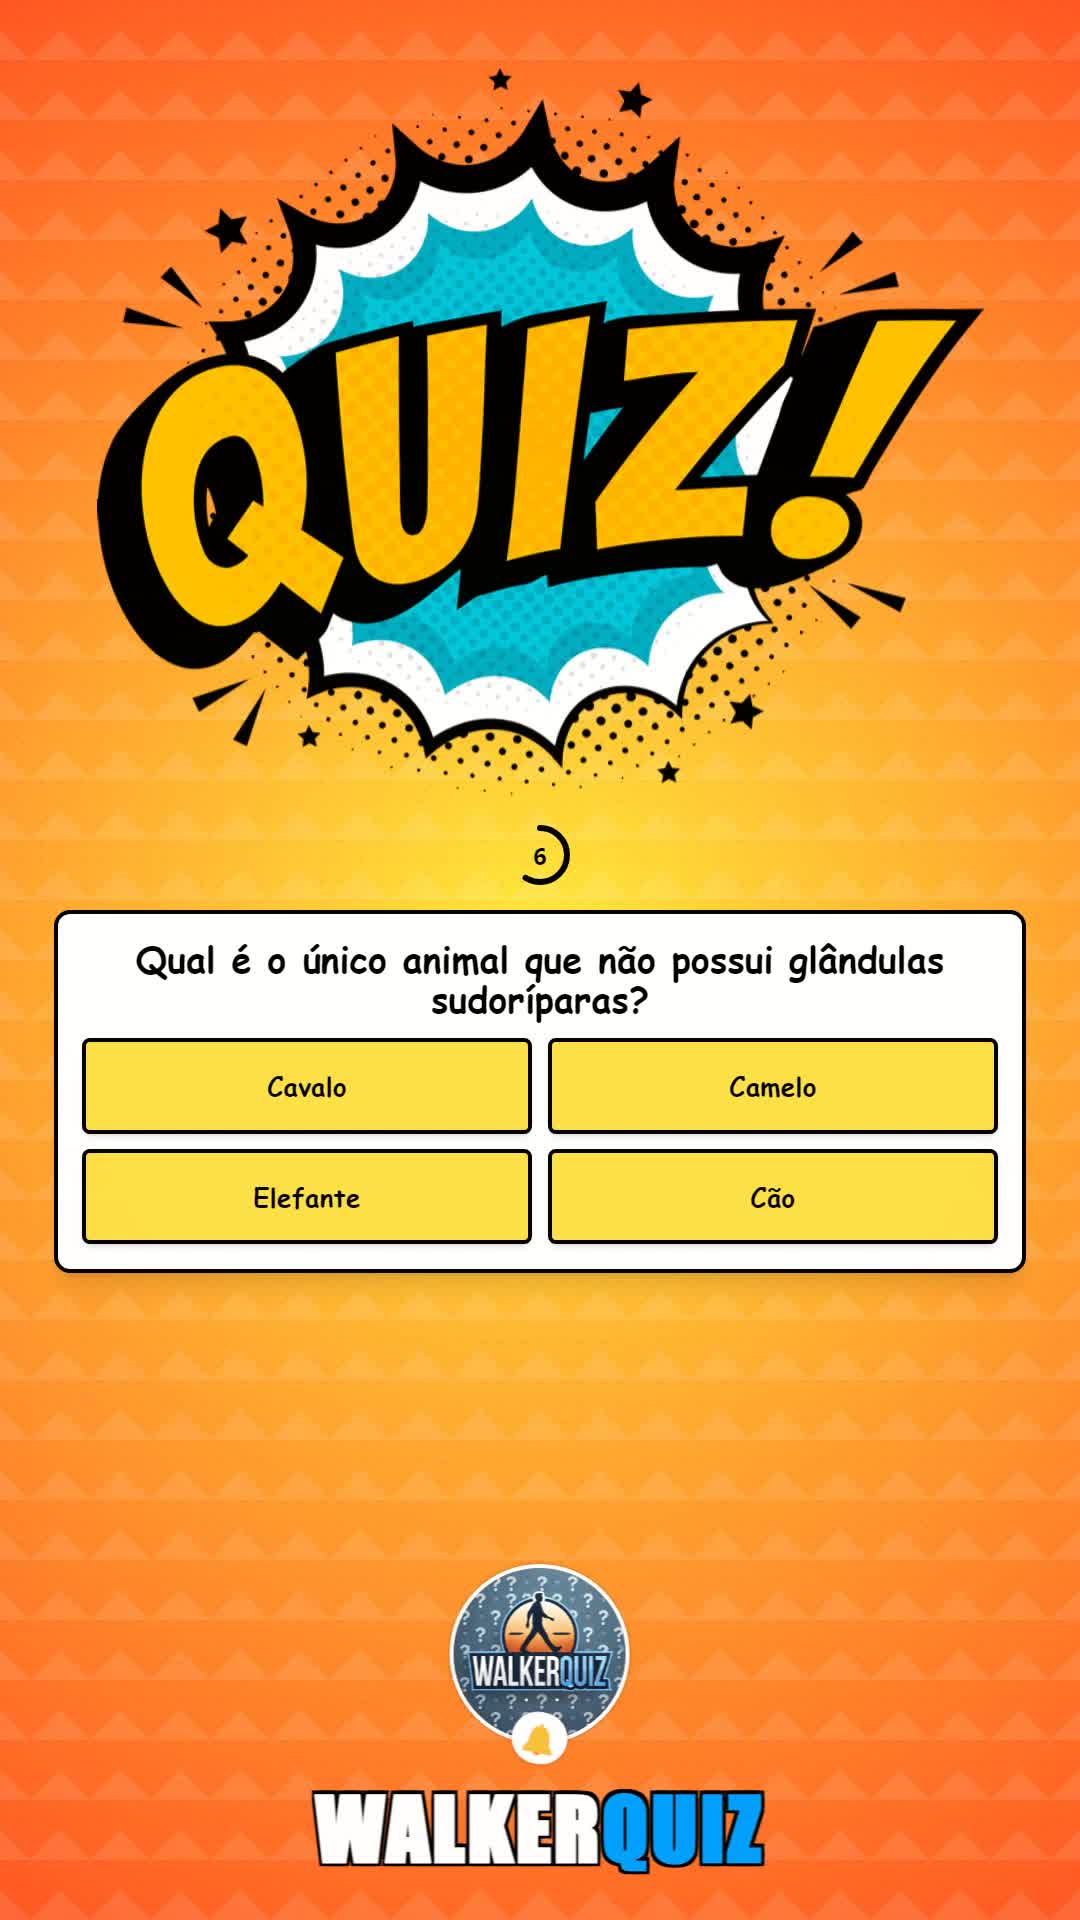 QUIZ!
6
Qual é o único animal que não possui glândulas
sudoríparas?
Cavalo
Camelo
Elefante
Cão
WALKERQUIZ
WALKERQUIZ